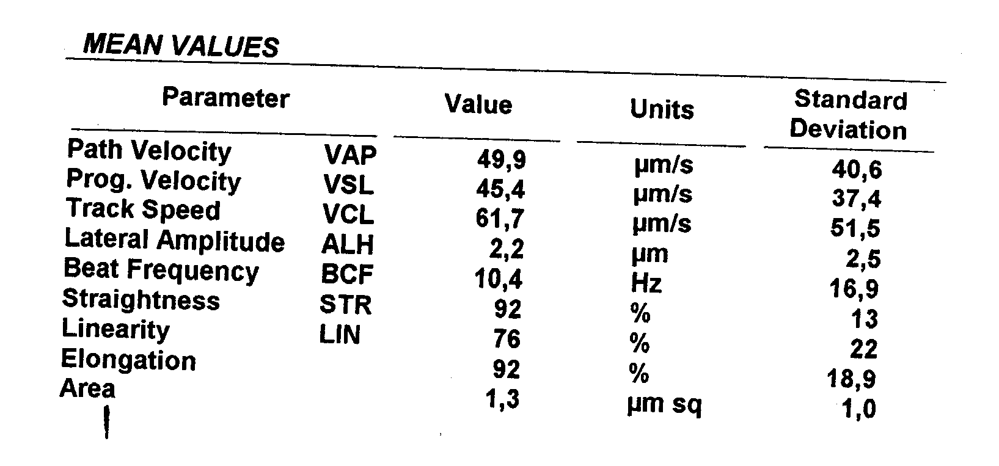 MEAN VALUES
Parameter Value Units Standard Deviation
Path Velocity VAP 49,9 µm/s 40,6
Prog. Velocity VSL 45,4 µm/s 37,4
Track Speed VCL 61,7 µm/s 51,5
Lateral Amplitude ALH 2,2 µm 2,5
Beat Frequency BCF 10,4 Hz 16,9
Straightness STR 92 % 13
Linearity LIN 76 % 22
Elongation 92 % 18,9
Area 1,3 µm sq 1,0